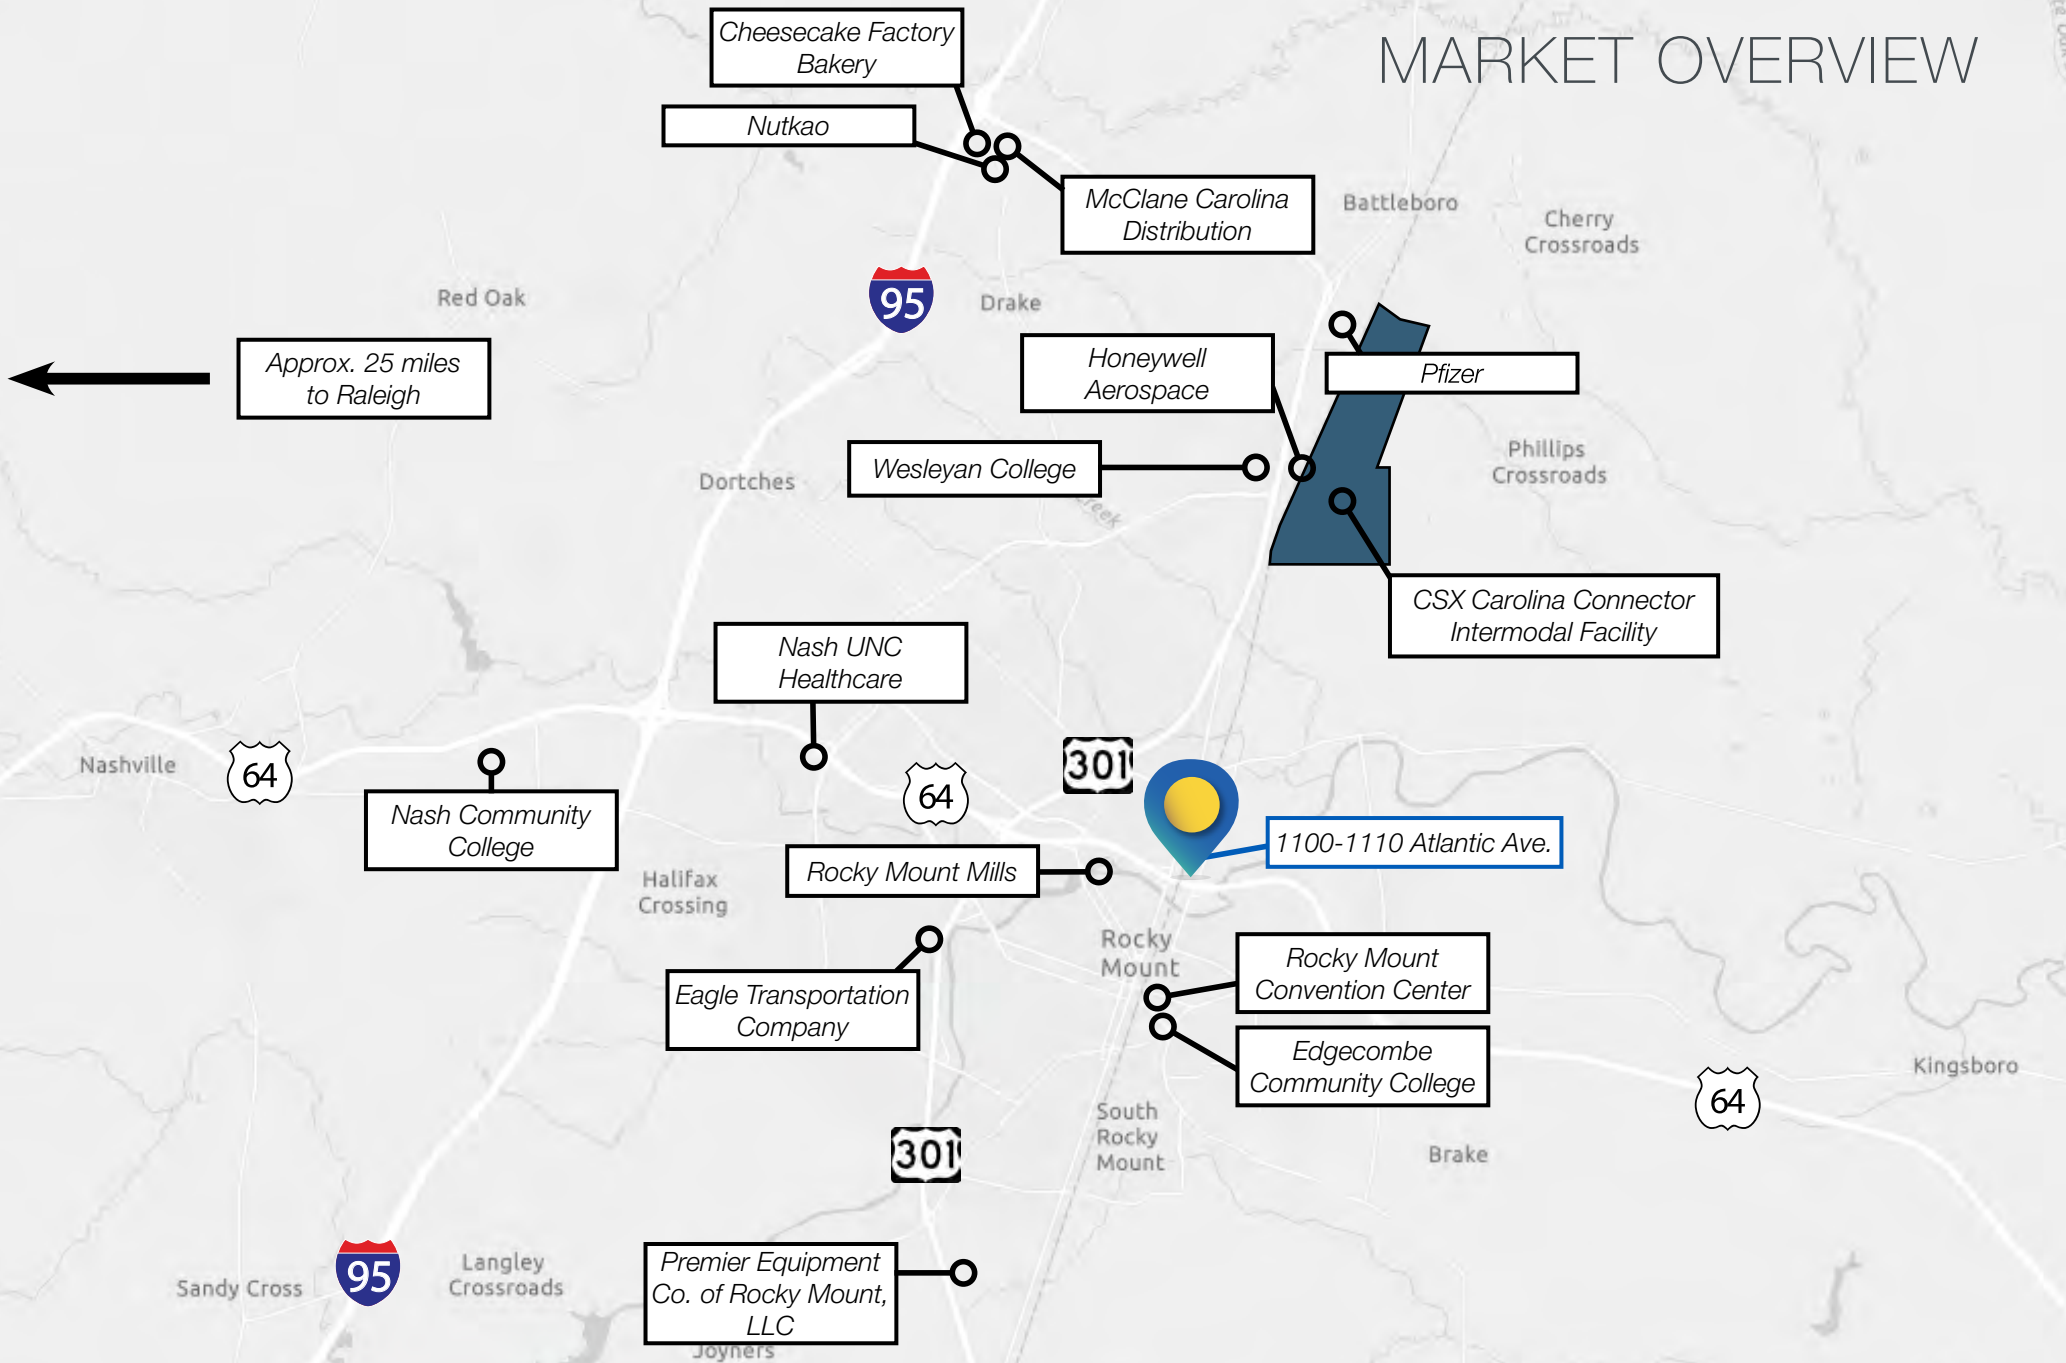 MARKET OVERVIEW
Cheesecake Factory
Bakery
Nutkao
McClane Carolina
Distribution
Battleboro
Cherry
Crossroads
Red Oak
95
Drake
Approx. 25 miles
to Raleigh
Honeywell
Aerospace
Pfizer
Wesleyan College
Dortches
Creek
Phillips
Crossroads
CSX Carolina Connector
Intermodal Facility
Nash UNC
Healthcare
Nashville
64
Nash Community
College
64
301
1100-1110 Atlantic Ave.
Rocky Mount Mills
Halifax
Crossing
Eagle Transportation
Company
Rocky
Mount
Rocky Mount
Convention Center
Edgecombe
Community College
Kingsboro
64
South
Rocky
Mount
301
Brake
Sandy Cross
95
Langley
Crossroads
Premier Equipment
Co. of Rocky Mount,
LLC
Joyners